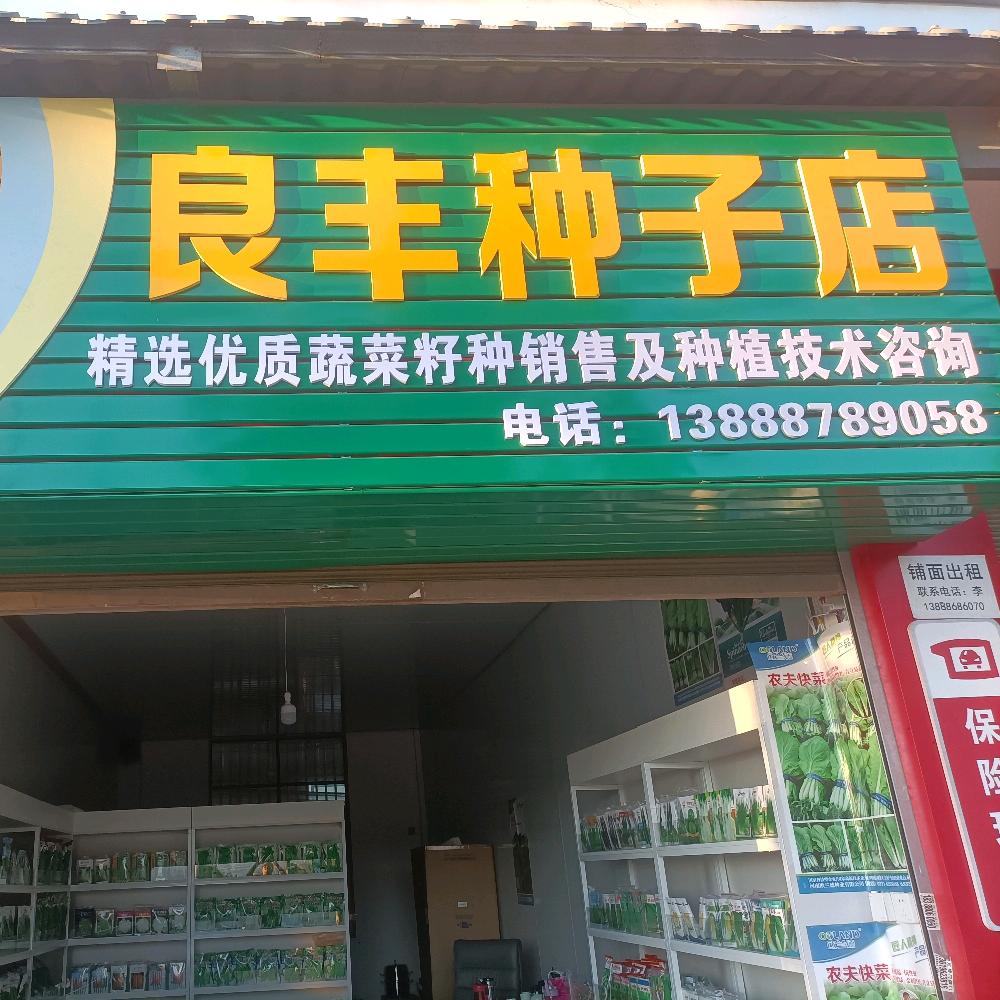 良丰种子店
精选优质蔬菜籽种销售及种植技术咨询
电话：13888789058
铺面出租
联系电话：李
13888686070
保
险
农夫快菜
农夫快菜